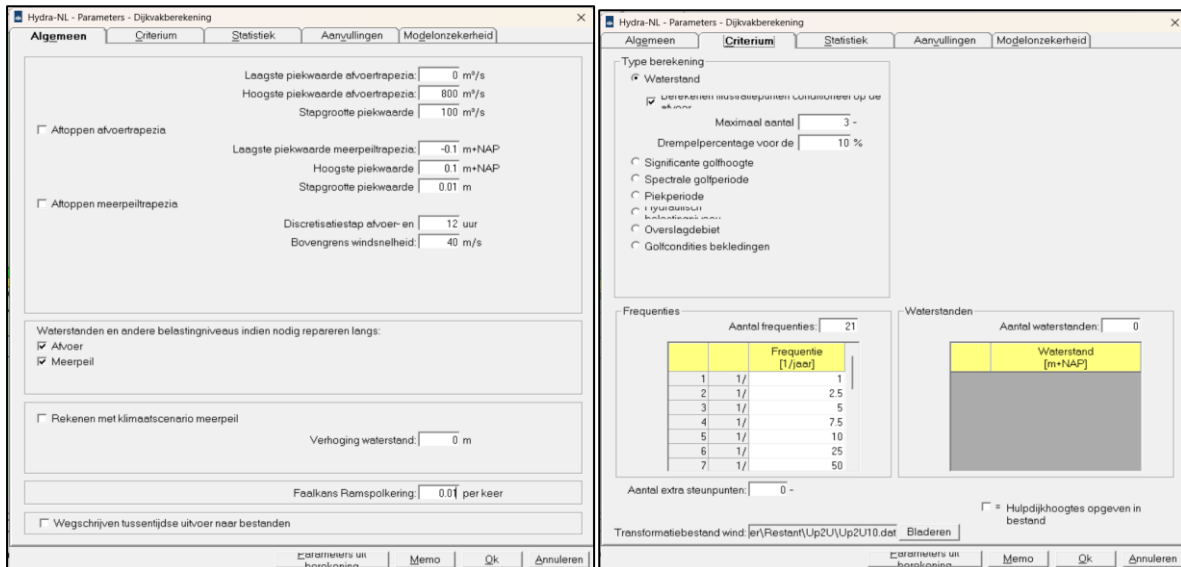 Hydra-NL - Parameters - Dijkvakberekening
Algemeen Criterium Statistiek Aanvullingen Modelonzekerheid
Laagste piekwaarde afvoertrapezia: 0 m³/s
Hoogste piekwaarde afvoertrapezia: 800 m³/s
Stapgrootte piekwaarde 100 m³/s
Aftoppen afvoertrapezia
Laagste piekwaarde meerpeiltrapezia: -0.1 m+NAP
Hoogste piekwaarde 0.1 m+NAP
Stapgrootte piekwaarde 0.01 m
Aftoppen meerpeiltrapezia
Discretisatiestap afvoer- en 12 uur
Bovengrens windsnelheid: 40 m/s
Waterstanden en andere belastingniveaus indien nodig repareren langs:
Afvoer
Meerpeil
Rekenen met klimaatscenario meerpeil
Verhoging waterstand: 0 m
Faalkans Ramspolkering: 0.01 per keer
Wegschrijven tussentijdse uitvoer naar bestanden
Parameters uit berekening Memo Ok Annuleren
Hydra-NL - Parameters - Dijkvakberekening
Algemeen Criterium Statistiek Aanvullingen Modelonzekerheid
Type berekening
Waterstand
Berekenen illustratiepunten conditioneel op de
afvoer
Maximaal aantal 3 -
Drempelpercentage voor de 10 %
Significante golfhoogte
Spectrale golfperiode
Piekperiode
Hydraulisch
belastingniveau
Overslagdebiet
Golfcondities bekledingen
Frequenties
Aantal frequenties: 21
Frequentie
[1/jaar]
1 1/ 1
2 1/ 2.5
3 1/ 5
4 1/ 7.5
5 1/ 10
6 1/ 25
7 1/ 50
Waterstanden
Aantal waterstanden: 0
Waterstand
[m+NAP]
Aantal extra steunpunten: 0 -
= Hulpdijkhoogtes opgeven in
bestand
Transformatiebestand wind: er\Restant\Up2U\Up2U10.dat Bladeren
Parameters uit berekening Memo Ok Annuleren